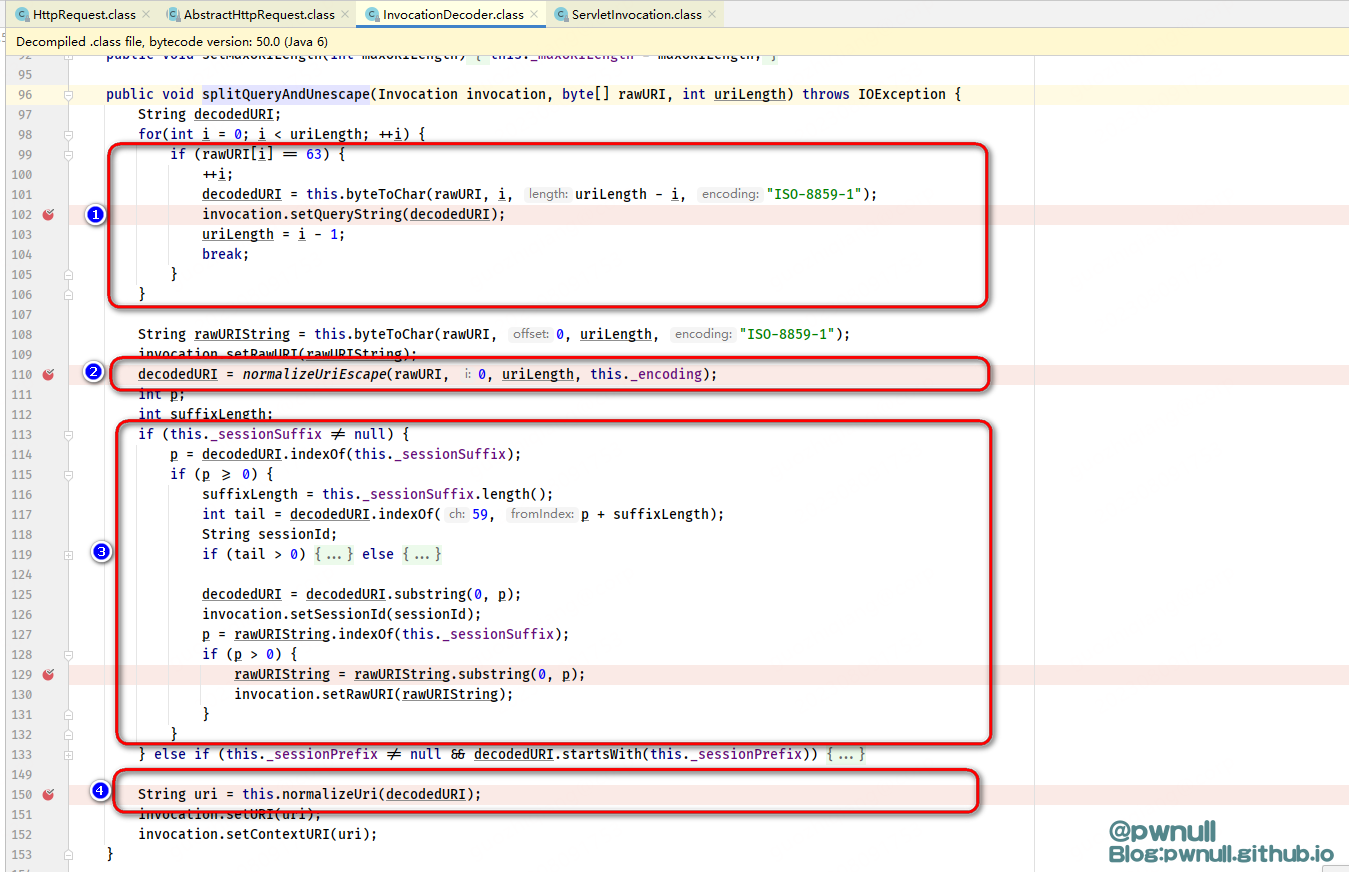 HttpRequest.class
AbstractHttpRequest.class
InvocationDecoder.class
ServletInvocation.class
Decompiled .class file, bytecode version: 50.0 (Java 6)
92 public void setMaxURILength(int maxURILength) { this._maxURILength = maxURILength; }
95
96 public void splitQueryAndUnescape(Invocation invocation, byte[] rawURI, int uriLength) throws IOException {
97 String decodedURI;
98 for(int i = 0; i < uriLength; ++i) {
99 if (rawURI[i] == 63) {
100 ++i;
101 decodedURI = this.byteToChar(rawURI, i, length: uriLength - i, encoding: "ISO-8859-1");
102 1 invocation.setQueryString(decodedURI);
103 uriLength = i - 1;
104 break;
105 }
106 }
107
108 String rawURIString = this.byteToChar(rawURI, offset: 0, uriLength, encoding: "ISO-8859-1");
109 invocation.setRawURI(rawURIString);
110 2 decodedURI = normalizeUriEscape(rawURI, i: 0, uriLength, this._encoding);
111 int p;
112 int suffixLength;
113 if (this._sessionSuffix != null) {
114 p = decodedURI.indexOf(this._sessionSuffix);
115 if (p >= 0) {
116 suffixLength = this._sessionSuffix.length();
117 int tail = decodedURI.indexOf( ch: 59, fromIndex: p + suffixLength);
118 String sessionId;
119 3 if (tail > 0) {...} else {...}
124
125 decodedURI = decodedURI.substring(0, p);
126 invocation.setSessionId(sessionId);
127 p = rawURIString.indexOf(this._sessionSuffix);
128 if (p > 0) {
129 rawURIString = rawURIString.substring(0, p);
130 invocation.setRawURI(rawURIString);
131 }
132 }
133 } else if (this._sessionPrefix != null && decodedURI.startsWith(this._sessionPrefix)) {...}
149
150 4 String uri = this.normalizeUri(decodedURI);
151 invocation.setURI(uri);
152 invocation.setContextURI(uri);
153 }
@pwnull
Blog:pwnull.github.io